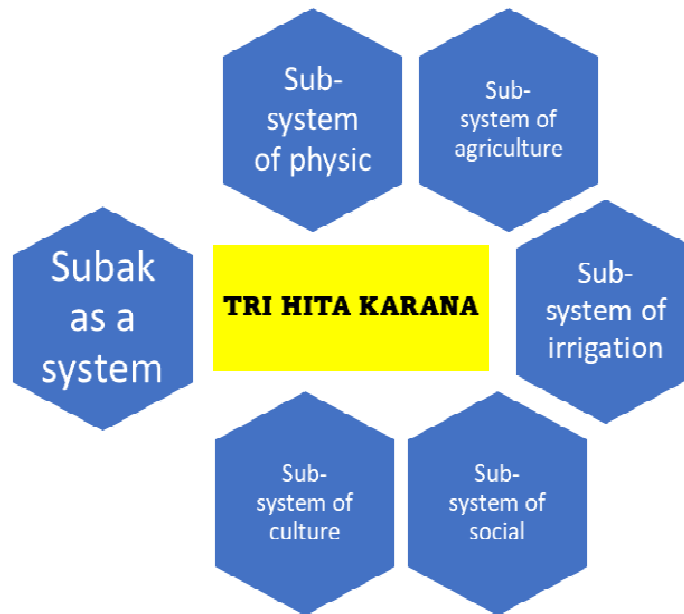 Sub-
system
of physic
Sub-
system of
agriculture
Subak
as a
system
TRI HITA KARANA
Sub-
system of
irrigation
Sub-
system of
culture
Sub-
system of
social